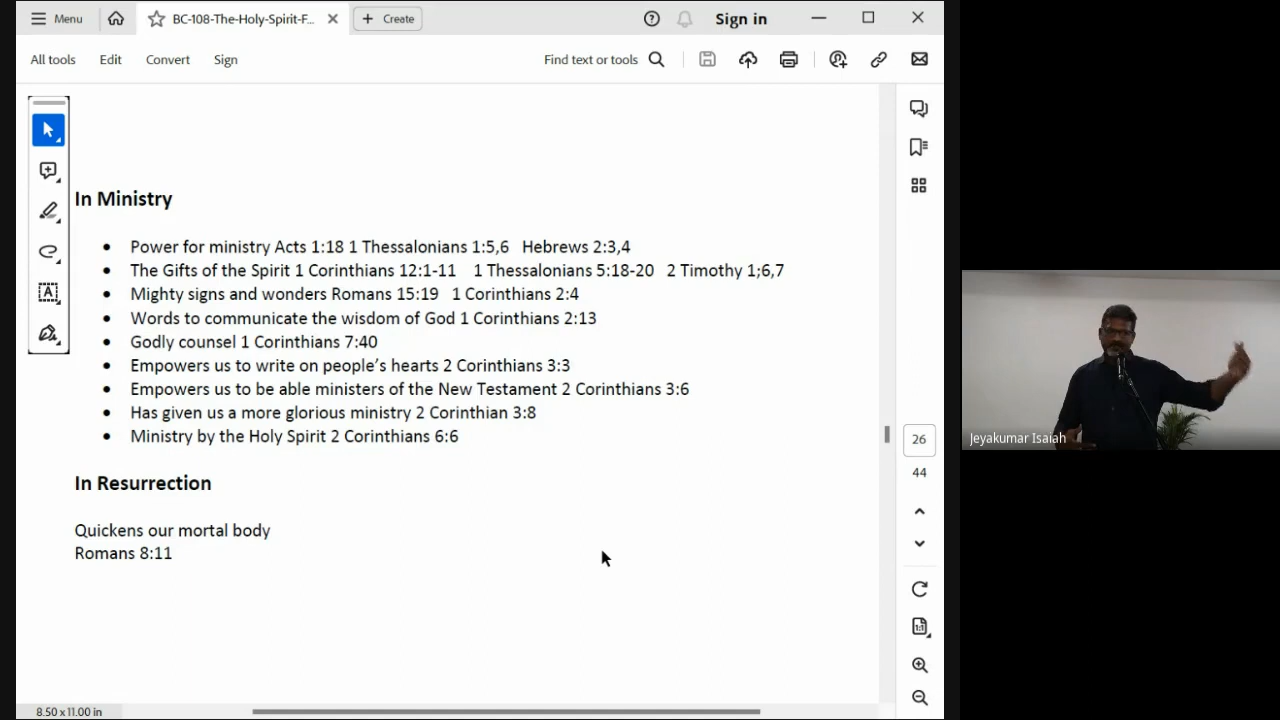 Menu
BC-108-The-Holy-Spirit-F...
Create
Sign in
All tools
Edit
Convert
Sign
Find text or tools
In Ministry
• Power for ministry Acts 1:18 1 Thessalonians 1:5,6 Hebrews 2:3,4
• The Gifts of the Spirit 1 Corinthians 12:1-11 1 Thessalonians 5:18-20 2 Timothy 1;6,7
• Mighty signs and wonders Romans 15:19 1 Corinthians 2:4
• Words to communicate the wisdom of God 1 Corinthians 2:13
• Godly counsel 1 Corinthians 7:40
• Empowers us to write on people's hearts 2 Corinthians 3:3
• Empowers us to be able ministers of the New Testament 2 Corinthians 3:6
• Has given us a more glorious ministry 2 Corinthian 3:8
• Ministry by the Holy Spirit 2 Corinthians 6:6
In Resurrection
Quickens our mortal body
Romans 8:11
26
44
1:1
8.50 x 11.00 in
Jeyakumar Isaiah